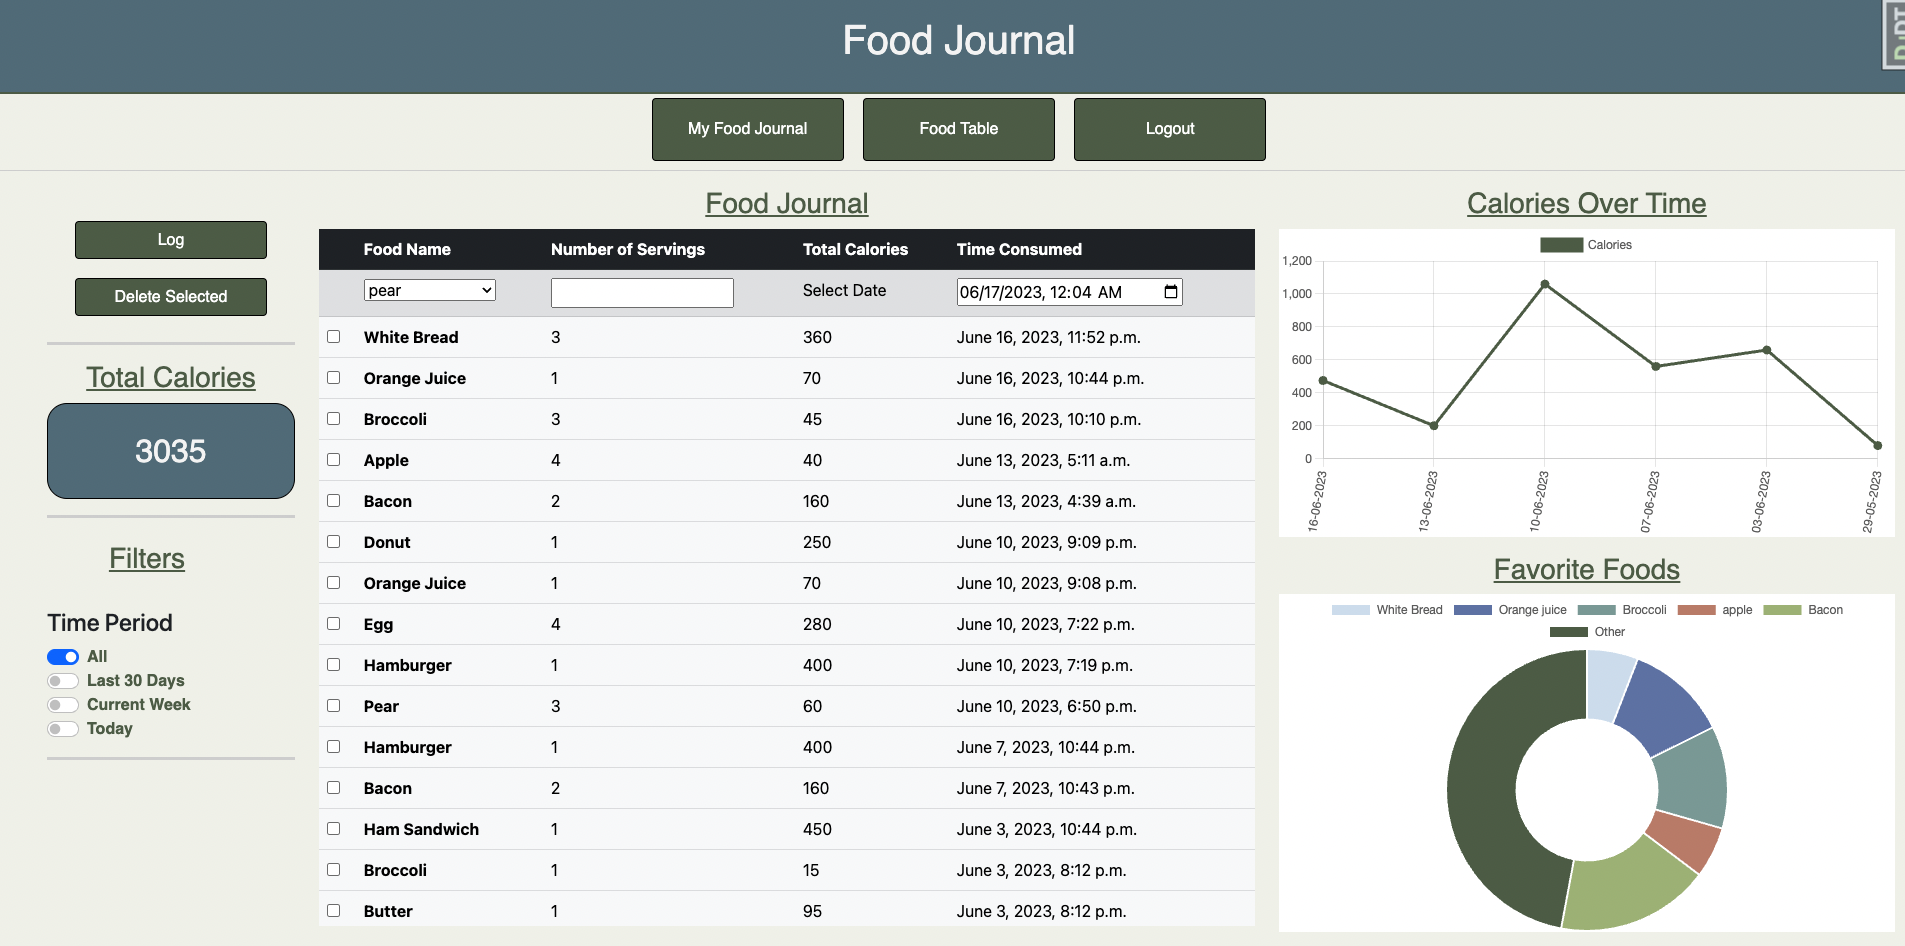 Food Journal
DjDT
My Food Journal Food Table Logout
Log
Delete Selected
Total Calories
3035
Filters
Time Period
All
Last 30 Days
Current Week
Today
Food Journal
Food Name Number of Servings Total Calories Time Consumed
pear Select Date 06/17/2023, 12:04 AM
White Bread 3 360 June 16, 2023, 11:52 p.m.
Orange Juice 1 70 June 16, 2023, 10:44 p.m.
Broccoli 3 45 June 16, 2023, 10:10 p.m.
Apple 4 40 June 13, 2023, 5:11 a.m.
Bacon 2 160 June 13, 2023, 4:39 a.m.
Donut 1 250 June 10, 2023, 9:09 p.m.
Orange Juice 1 70 June 10, 2023, 9:08 p.m.
Egg 4 280 June 10, 2023, 7:22 p.m.
Hamburger 1 400 June 10, 2023, 7:19 p.m.
Pear 3 60 June 10, 2023, 6:50 p.m.
Hamburger 1 400 June 7, 2023, 10:44 p.m.
Bacon 2 160 June 7, 2023, 10:43 p.m.
Ham Sandwich 1 450 June 3, 2023, 10:44 p.m.
Broccoli 1 15 June 3, 2023, 8:12 p.m.
Butter 1 95 June 3, 2023, 8:12 p.m.
Calories Over Time
Calories
1,200
1,000
800
600
400
200
0
16-06-2023 13-06-2023 10-06-2023 07-06-2023 03-06-2023 29-05-2023
Favorite Foods
White Bread Orange juice Broccoli apple Bacon
Other